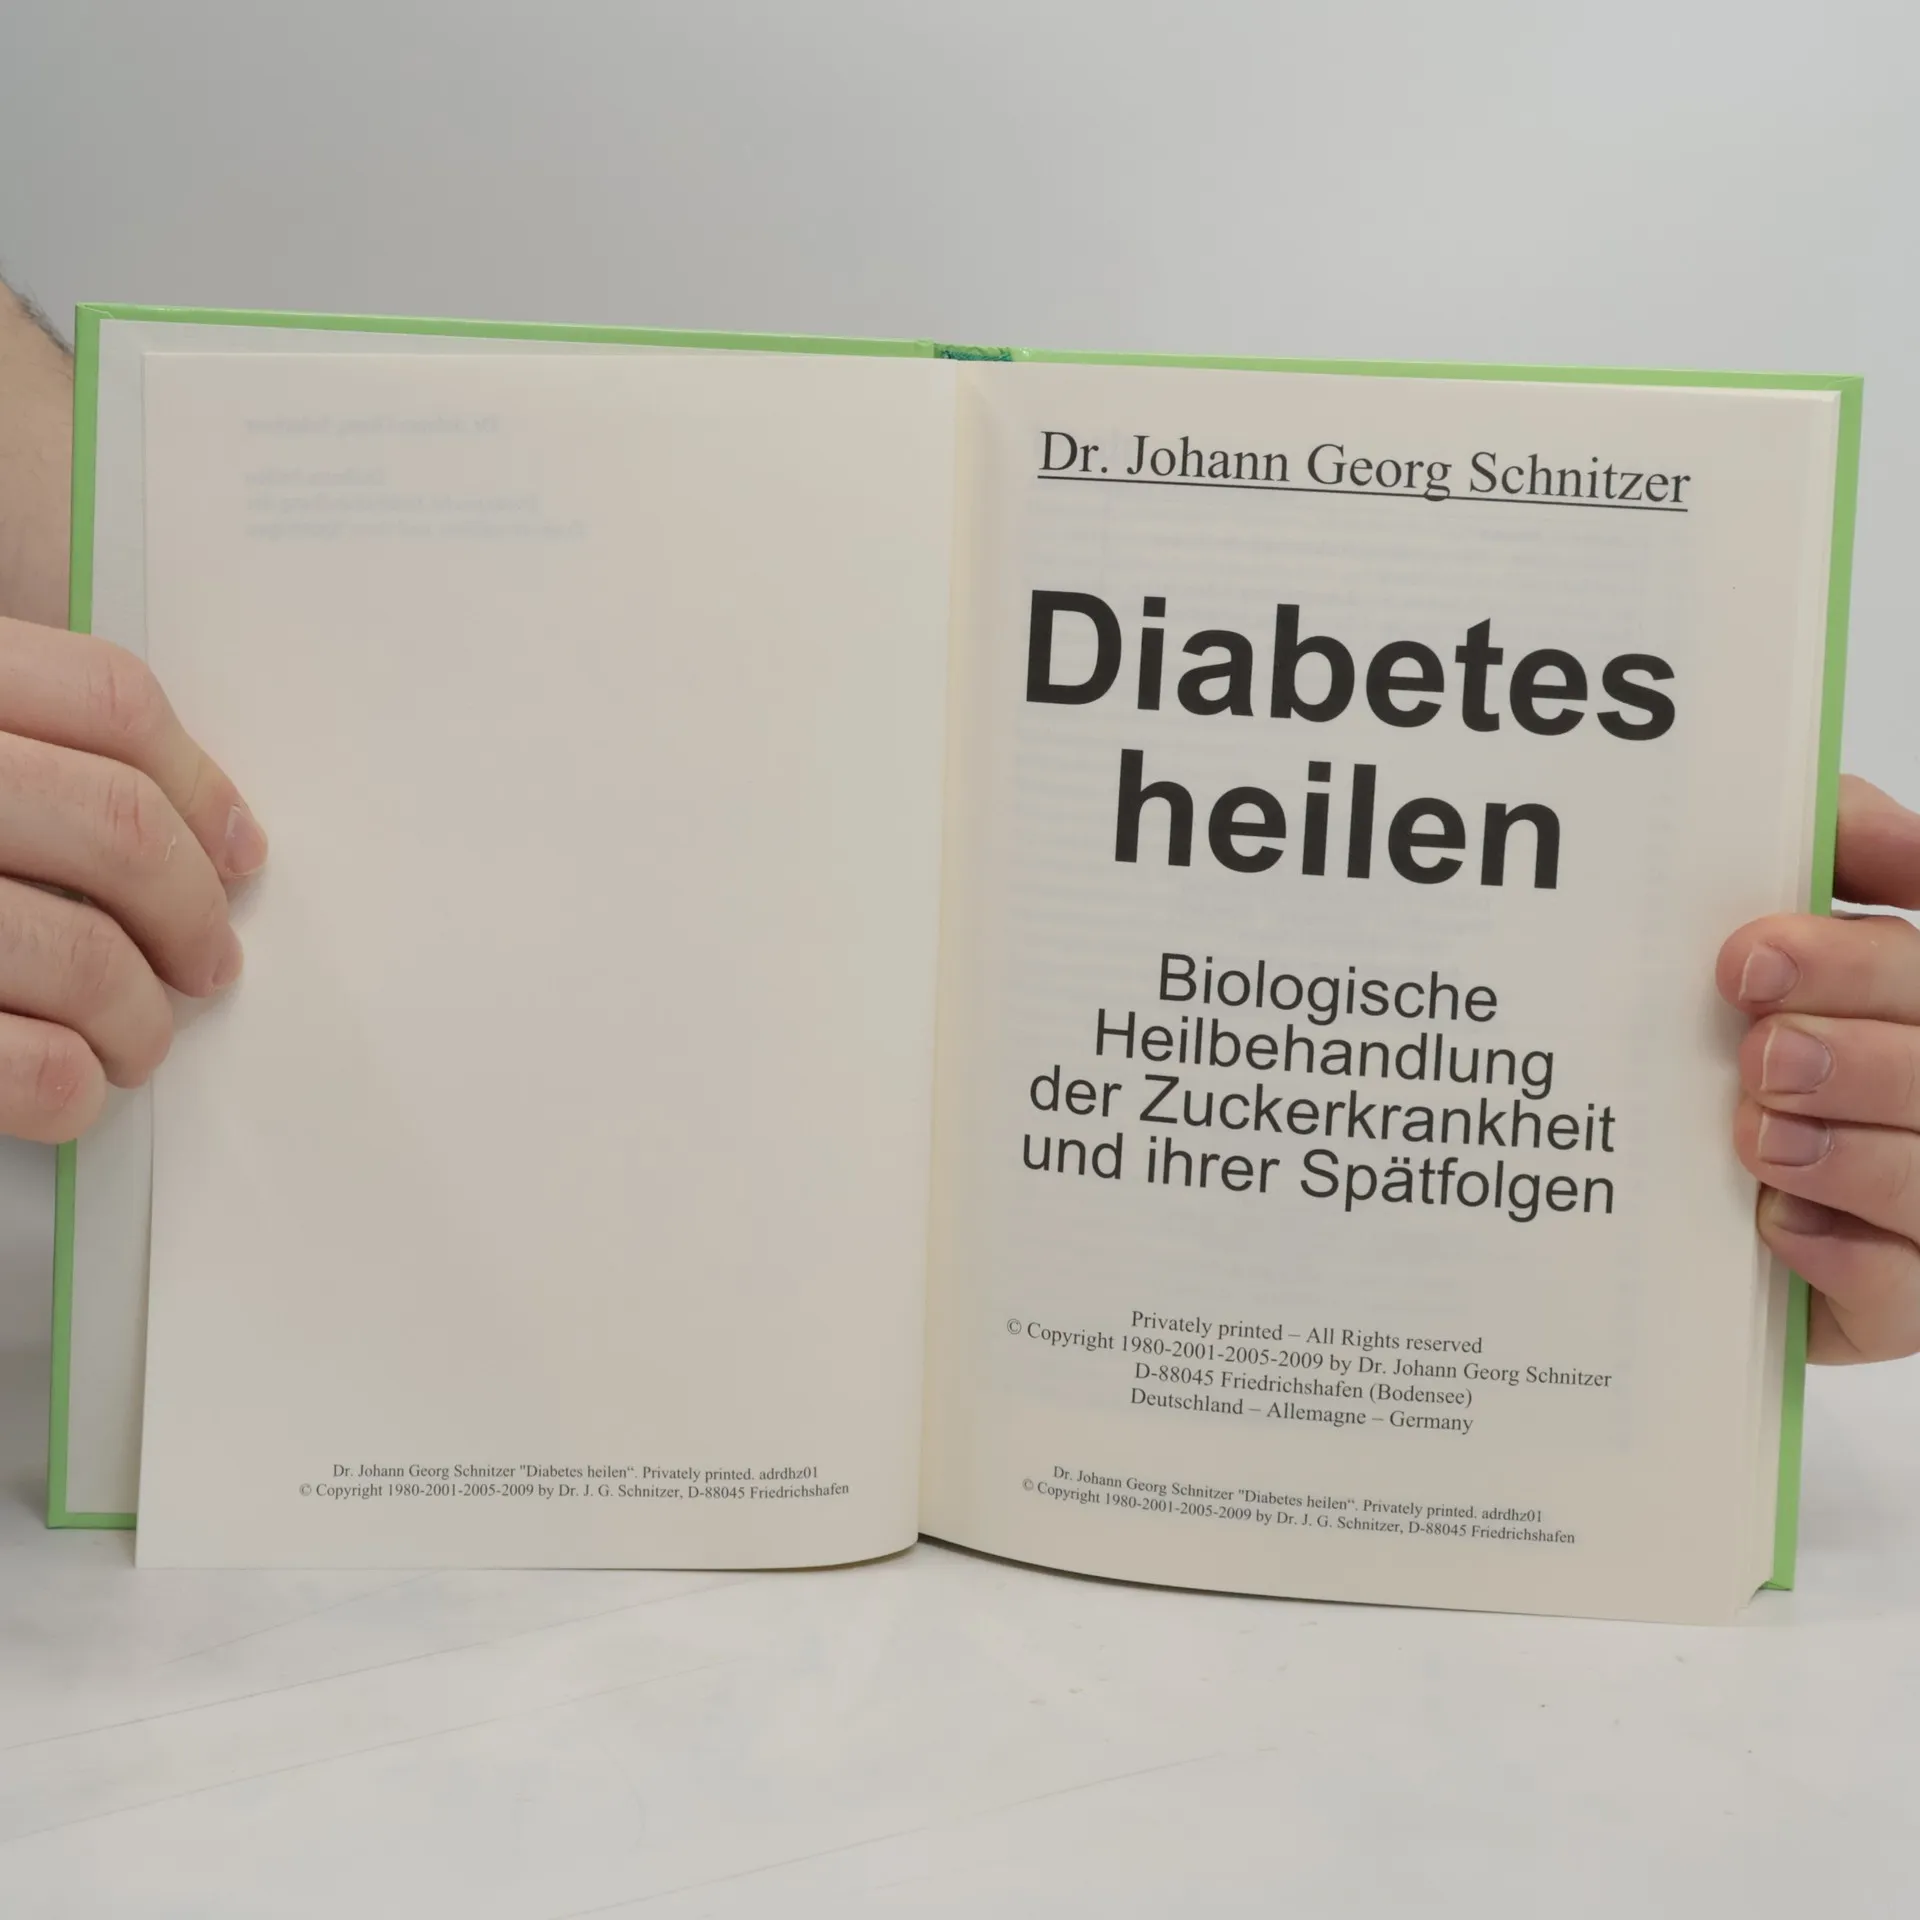 Dr. Johann Georg Schnitzer "Diabetes heilen“. Privately printed. adrdhz01
© Copyright 1980-2001-2005-2009 by Dr. J. G. Schnitzer, D-88045 Friedrichshafen
Dr. Johann Georg Schnitzer
Diabetes
heilen
Biologische
Heilbehandlung
der Zuckerkrankheit
und ihrer Spätfolgen
Privately printed – All Rights reserved
© Copyright 1980-2001-2005-2009 by Dr. Johann Georg Schnitzer
D-88045 Friedrichshafen (Bodensee)
Deutschland – Allemagne – Germany
Dr. Johann Georg Schnitzer "Diabetes heilen“. Privately printed. adrdhz01
© Copyright 1980-2001-2005-2009 by Dr. J. G. Schnitzer, D-88045 Friedrichshafen